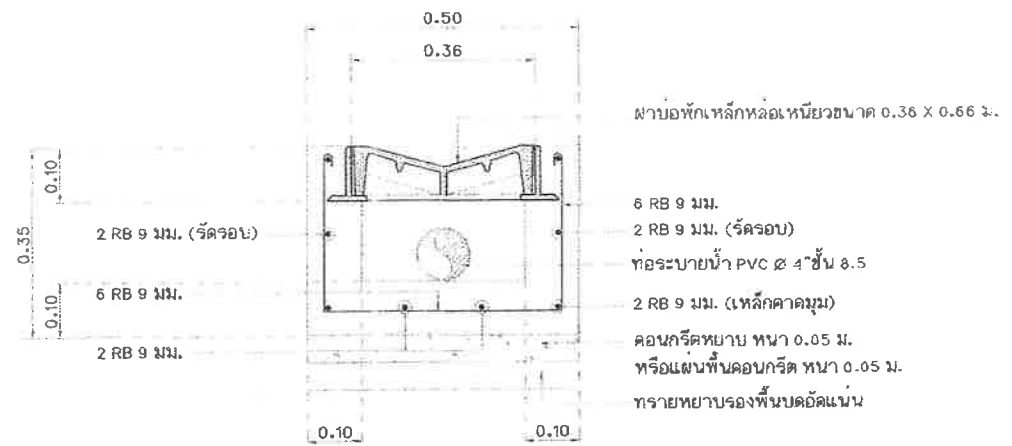 0.50
0.36
ฝาบ่อพักเหล็กหล่อเหนียวขนาด 0.36 X 0.66 ม.
0.10
0.35
6 RB 9 มม.
2 RB 9 มม. (รัดรอบ)
2 RB 9 มม. (รัดรอบ)
ท่อระบายน้ำ PVC Ø 4"ชั้น 8.5
6 RB 9 มม.
0.10
2 RB 9 มม. (เหล็กคาดมุม)
2 RB 9 มม.
คอนกรีตหยาบ หนา 0.05 ม.
หรือแผ่นพื้นคอนกรีต หนา 0.05 ม.
ทรายหยาบรองพื้นบดอัดแน่น
0.10
0.10